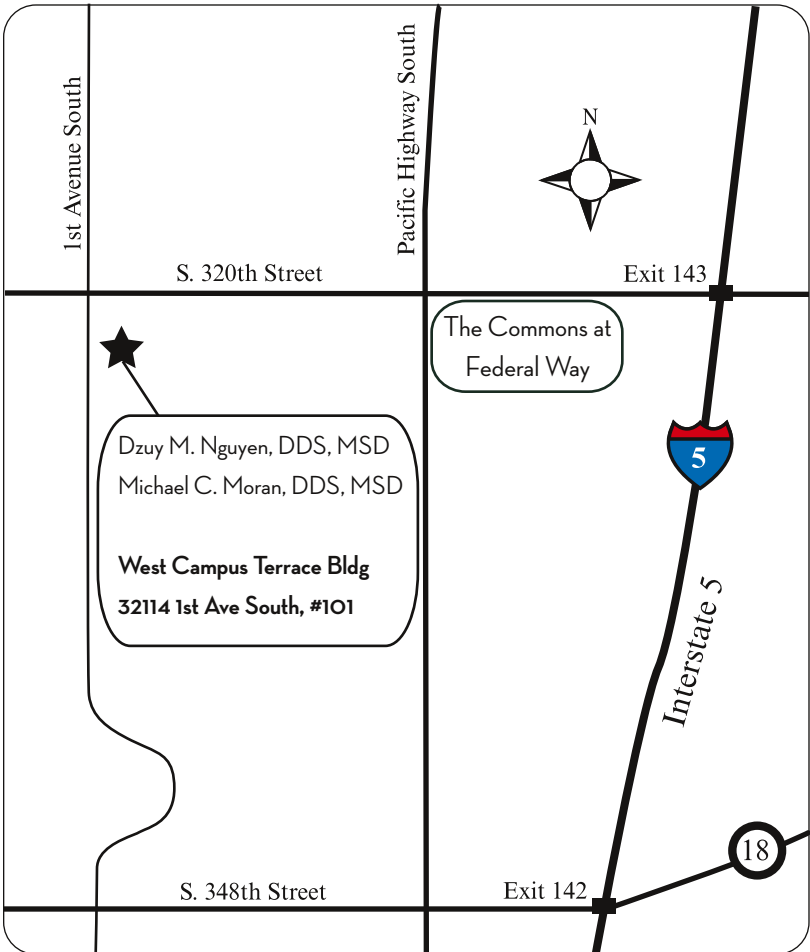 1st Avenue South
Pacific Highway South
N
S. 320th Street
Exit 143
The Commons at
Federal Way
Dzuy M. Nguyen, DDS, MSD
Michael C. Moran, DDS, MSD
West Campus Terrace Bldg
32114 1st Ave South, #101
5
Interstate 5
18
S. 348th Street
Exit 142